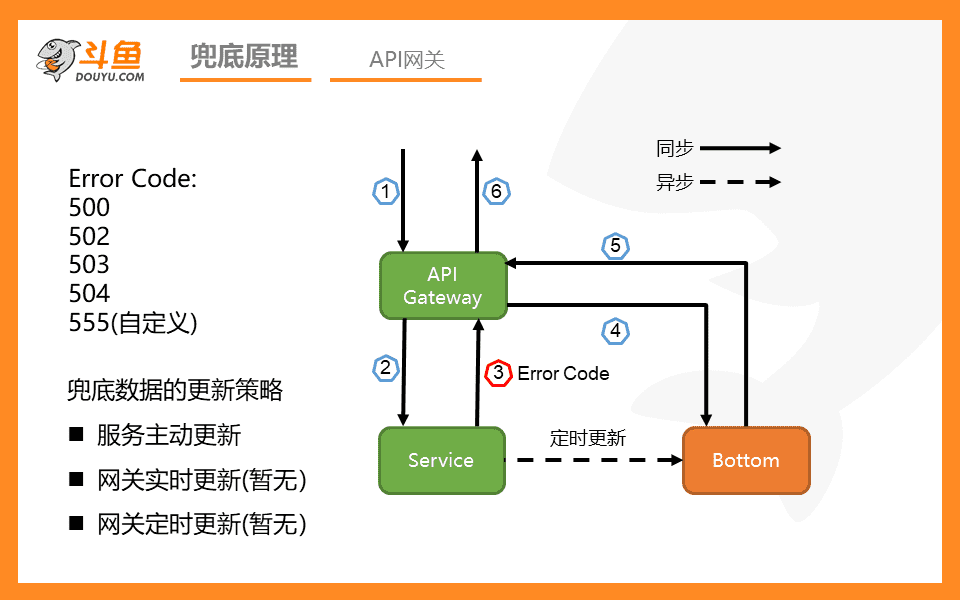 斗鱼
DOUYU.COM
兜底原理
API网关
同步
异步
Error Code:
500
502
503
504
555(自定义)
兜底数据的更新策略
■ 服务主动更新
■ 网关实时更新(暂无)
■ 网关定时更新(暂无)
1
6
5
API
Gateway
4
2
3 Error Code
定时更新
Service
Bottom